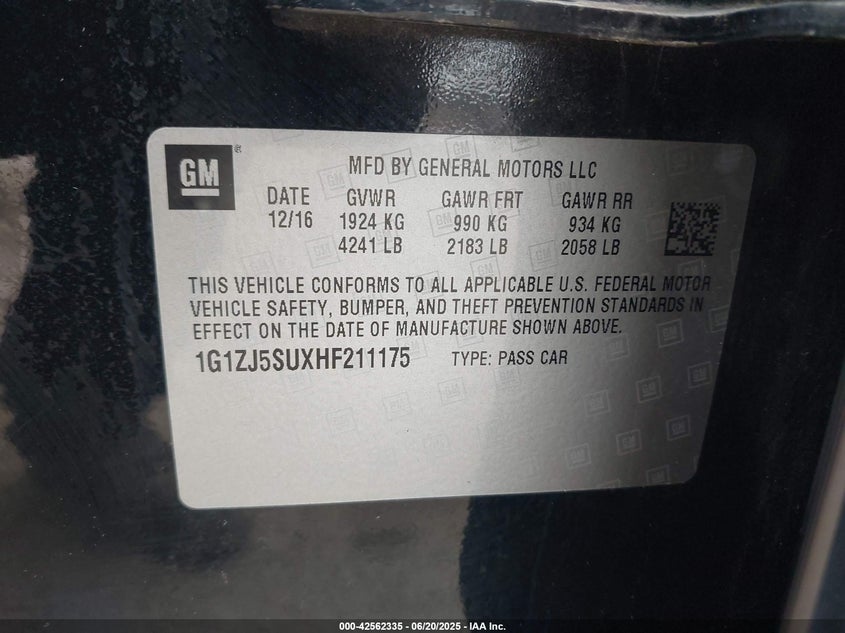 GM
MFD BY GENERAL MOTORS LLC
DATE GVWR GAWR FRT GAWR RR
12/16 1924 KG 990 KG 934 KG
4241 LB 2183 LB 2058 LB
THIS VEHICLE CONFORMS TO ALL APPLICABLE U.S. FEDERAL MOTOR
VEHICLE SAFETY, BUMPER, AND THEFT PREVENTION STANDARDS IN
EFFECT ON THE DATE OF MANUFACTURE SHOWN ABOVE.
1G1ZJ5SUXHF211175 TYPE: PASS CAR
000-42562335 - 06/20/2025 - IAA Inc.